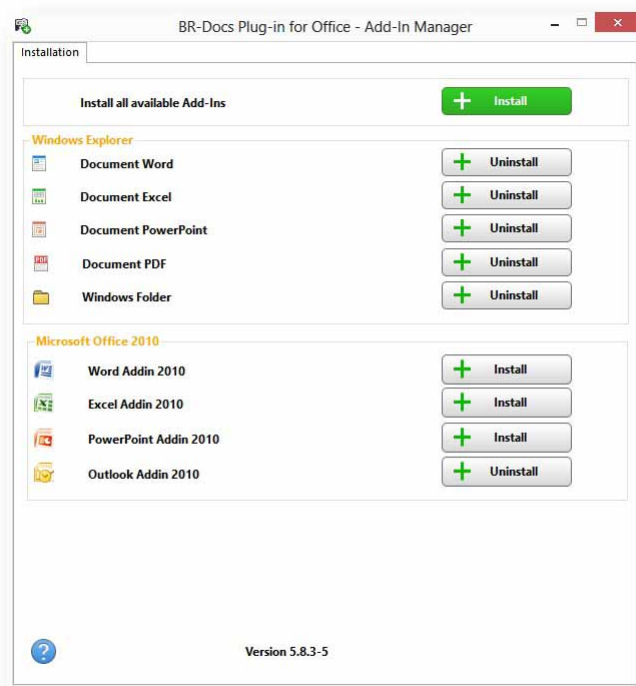 BR-Docs Plug-in for Office - Add-In Manager
Installation
Install all available Add-Ins Install
Windows Explorer
Document Word Uninstall
Document Excel Uninstall
Document PowerPoint Uninstall
Document PDF Uninstall
Windows Folder Uninstall
Microsoft Office 2010
Word Addin 2010 Install
Excel Addin 2010 Install
PowerPoint Addin 2010 Install
Outlook Addin 2010 Uninstall
Version 5.8.3-5